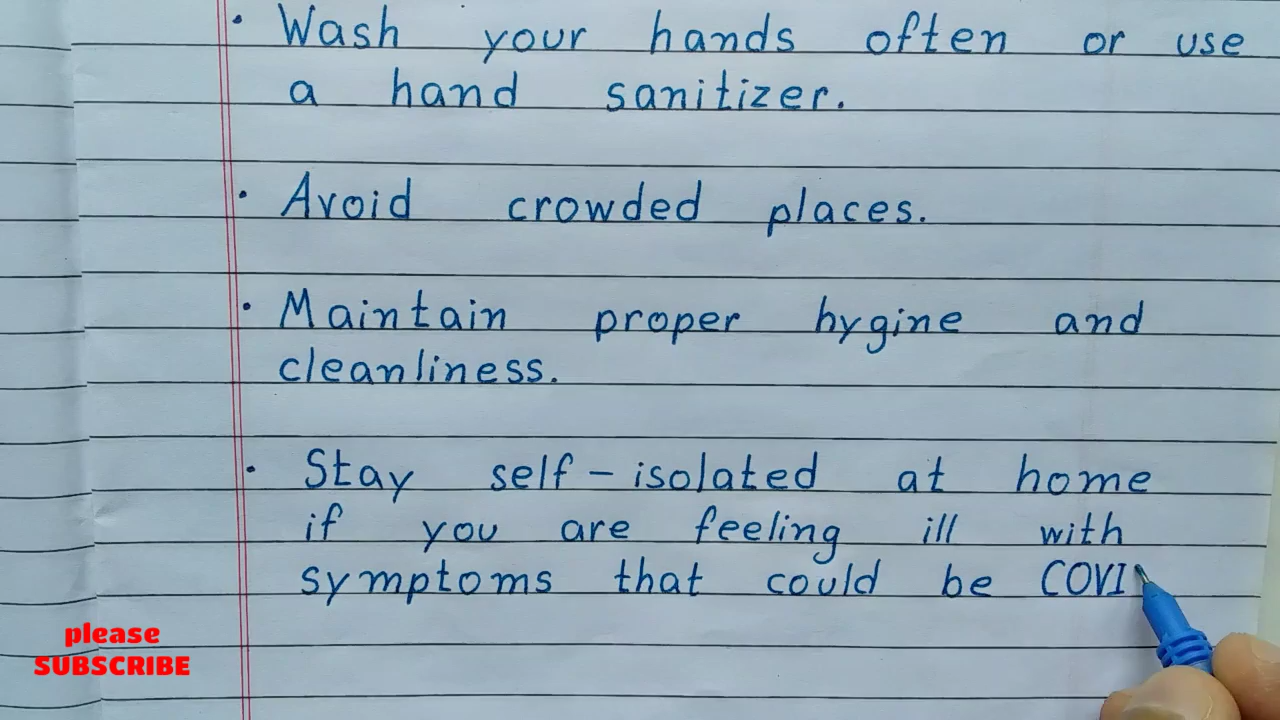 • Wash your hands often or use
a hand sanitizer.
• Avoid crowded places.
• Maintain proper hygine and
cleanliness.
• Stay self-isolated at home
if you are feeling ill with
symptoms that could be COVI
please
SUBSCRIBE